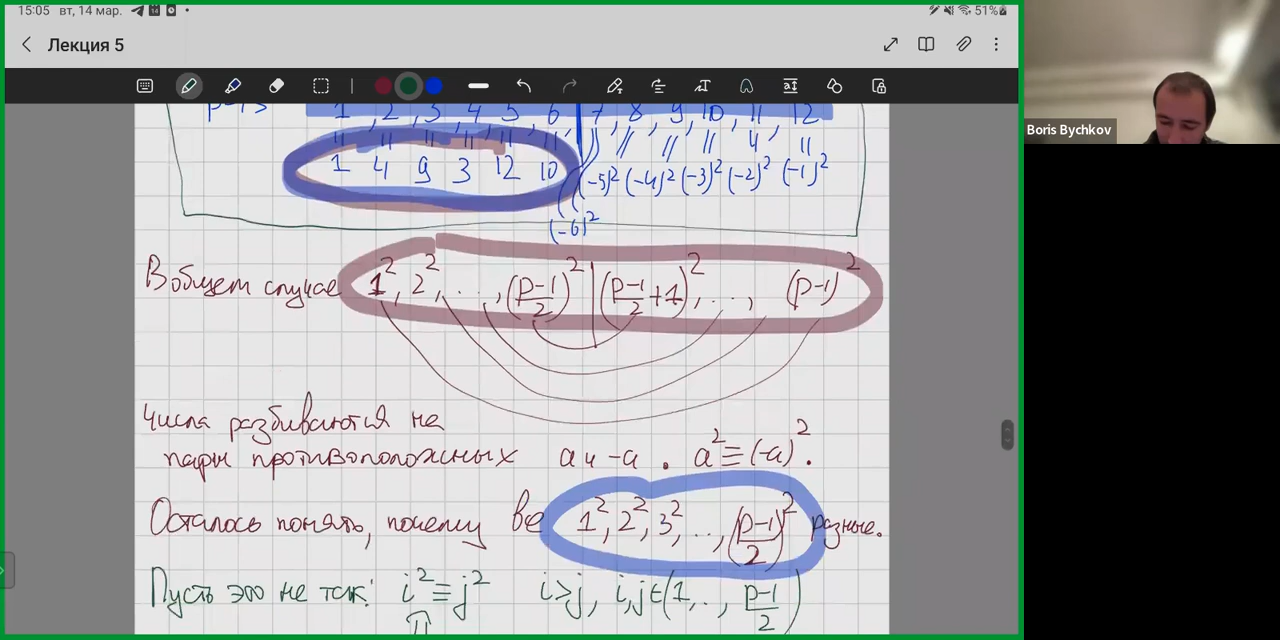 15:05 вт, 14 мар. 51%
Лекция 5
Boris Bychkov
p-1 > 1, 2, 3, 4, 5, 6, 7, 8, 9, 10, 11, 12
1 4 9 3 12 10 (-5)² (-4)² (-3)² (-2)² (-1)²
(-6)²
В общем случае 1², 2², ..., (p-1/2)² | (p-1/2+1)², ..., (p-1)²
Числа разбиваются на
пары противоположных a и -a. a² ≡ (-a)².
Осталось понять, почему все 1², 2², 3², .., (p-1/2)² разные.
Пусть это не так: i² ≡ j² i>j, i,j∈(1,.., p-1/2)